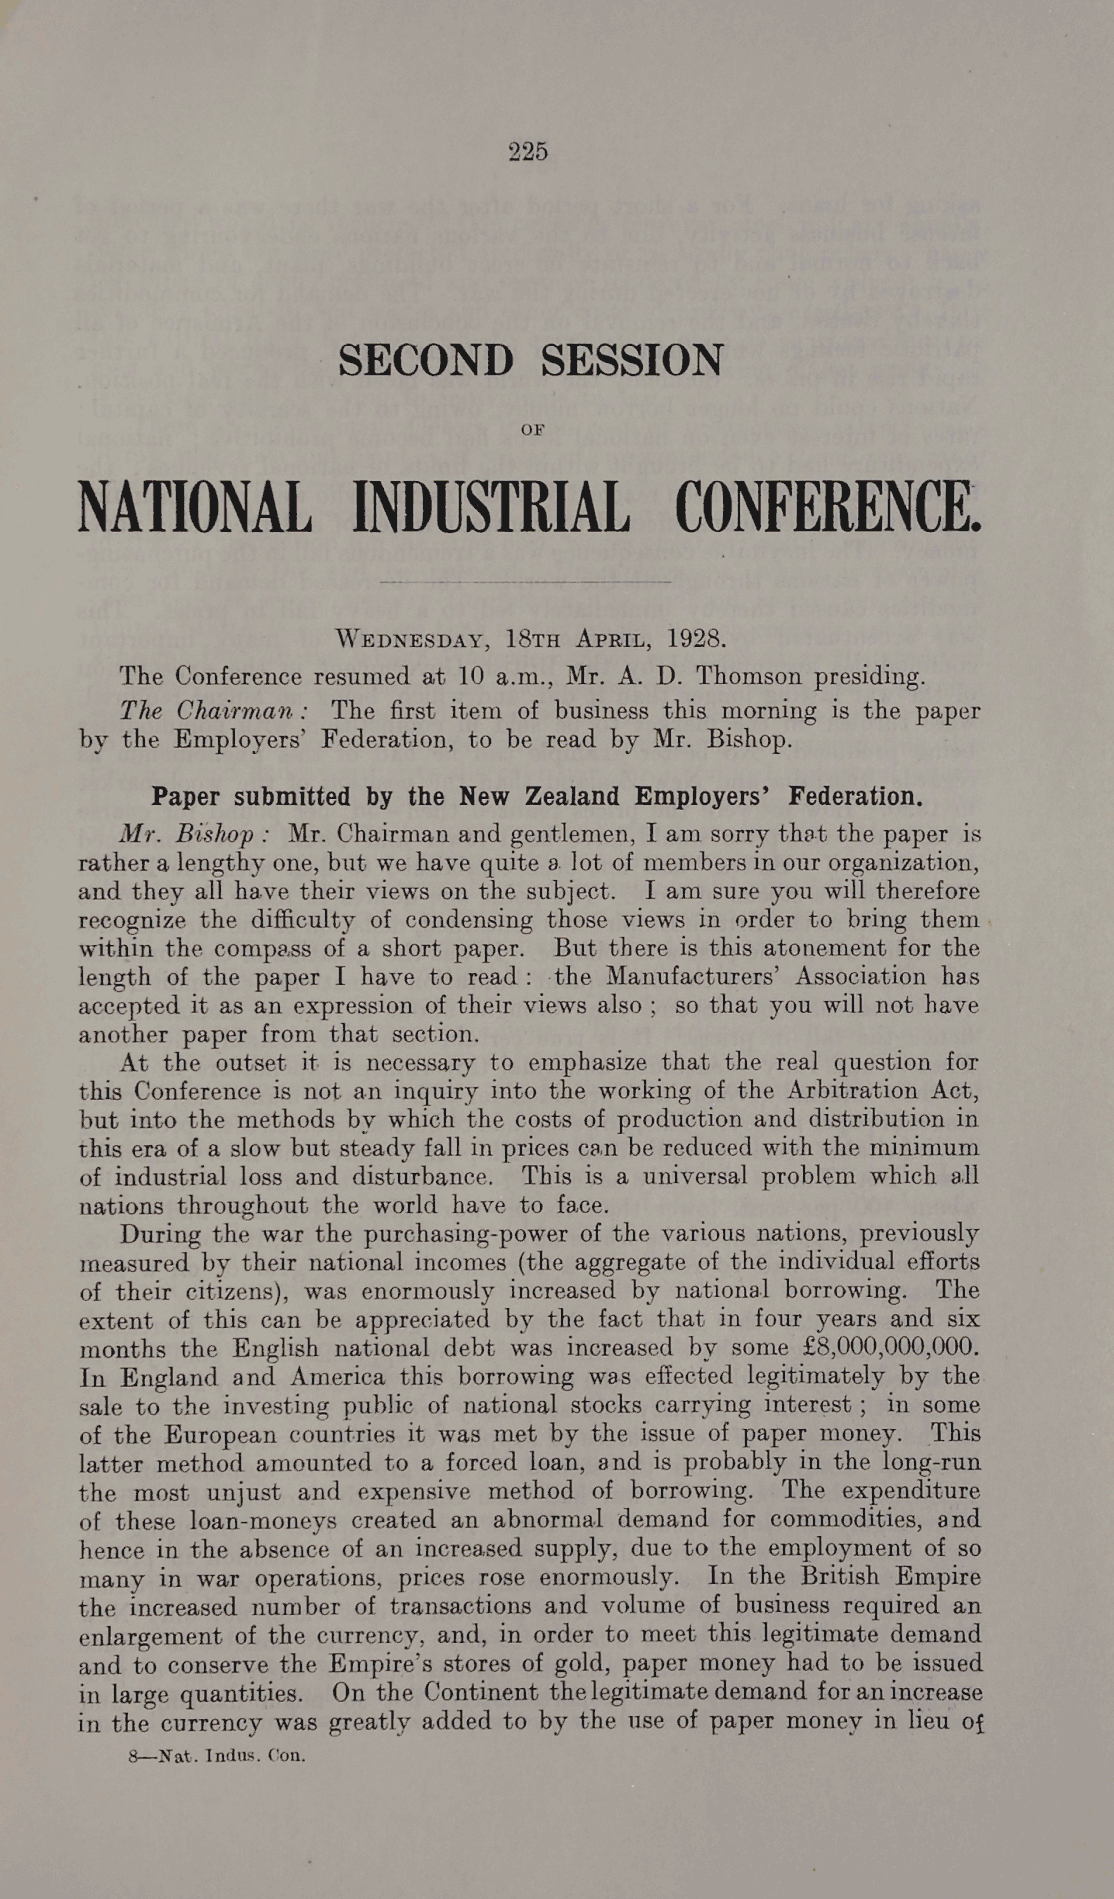 225
SECOND SESSION
OF
NATIONAL INDUSTRIAL CONFERENCE.
WEDNESDAY, 18TH APRIL, 1928.
The Conference resumed at 10 a.m., Mr. A. D. Thomson presiding.
The Chairman: The first item of business this morning is the paper
by the Employers' Federation, to be read by Mr. Bishop.
Paper submitted by the New Zealand Employers' Federation.
Mr. Bishop: Mr. Chairman and gentlemen, I am sorry that the paper is
rather a lengthy one, but we have quite a lot of members in our organization,
and they all have their views on the subject. I am sure you will therefore
recognize the difficulty of condensing those views in order to bring them
within the compass of a short paper. But there is this atonement for the
length of the paper I have to read: the Manufacturers' Association has
accepted it as an expression of their views also; so that you will not have
another paper from that section.
At the outset it is necessary to emphasize that the real question for
this Conference is not an inquiry into the working of the Arbitration Act,
but into the methods by which the costs of production and distribution in
this era of a slow but steady fall in prices can be reduced with the minimum
of industrial loss and disturbance. This is a universal problem which all
nations throughout the world have to face.
During the war the purchasing-power of the various nations, previously
measured by their national incomes (the aggregate of the individual efforts
of their citizens), was enormously increased by national borrowing. The
extent of this can be appreciated by the fact that in four years and six
months the English national debt was increased by some £8,000,000,000.
In England and America this borrowing was effected legitimately by the
sale to the investing public of national stocks carrying interest; in some
of the European countries it was met by the issue of paper money. This
latter method amounted to a forced loan, and is probably in the long-run
the most unjust and expensive method of borrowing. The expenditure
of these loan-moneys created an abnormal demand for commodities, and
hence in the absence of an increased supply, due to the employment of so
many in war operations, prices rose enormously. In the British Empire
the increased number of transactions and volume of business required an
enlargement of the currency, and, in order to meet this legitimate demand
and to conserve the Empire's stores of gold, paper money had to be issued
in large quantities. On the Continent the legitimate demand for an increase
in the currency was greatly added to by the use of paper money in lieu of
8—Nat. Indus. Con.